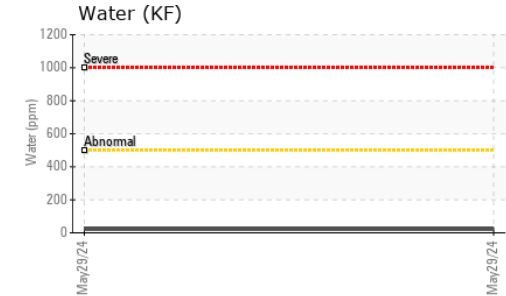 Water (KF)
1200
Severe
1000
800
Water (ppm)
600
Abnormal
400
200
0
May29/24
May29/24